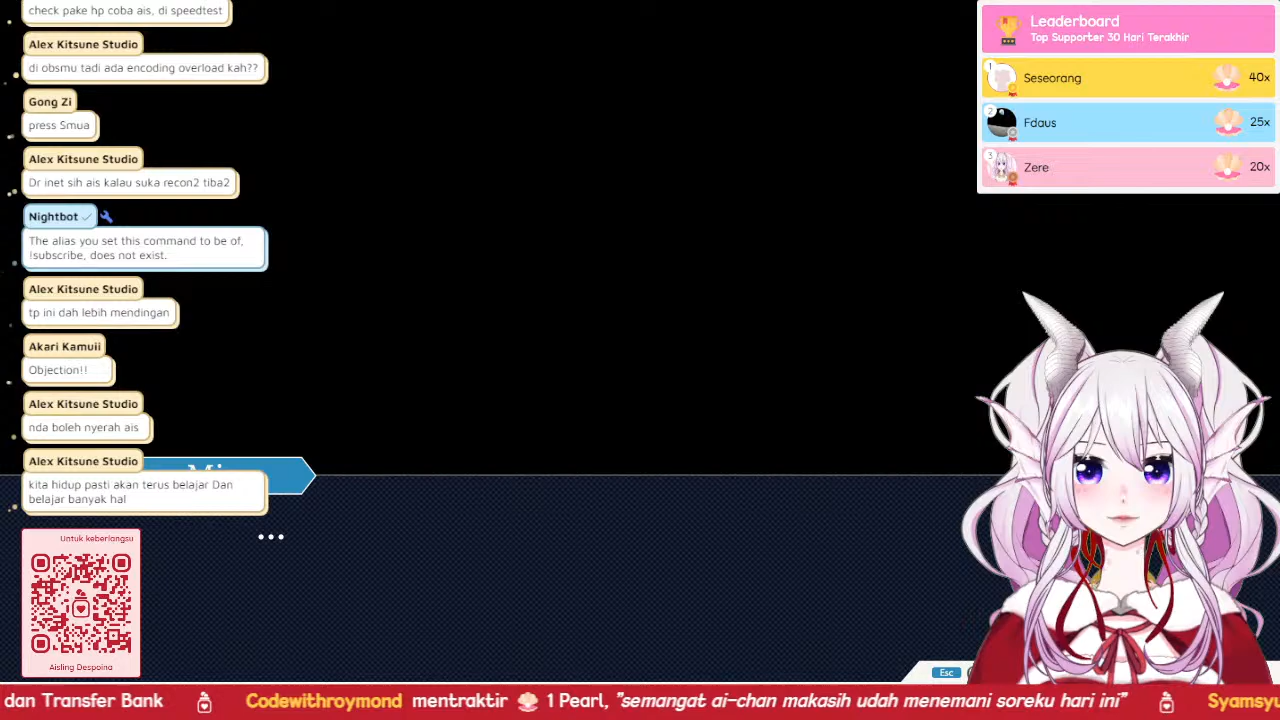 check pake hp coba ais, di speedtest
Alex Kitsune Studio
di obsmu tadi ada encoding overload kah??
Gong Zi
press Smua
Alex Kitsune Studio
Dr inet sih ais kalau suka recon2 tiba2
Nightbot
The alias you set this command to be of,
!subscribe, does not exist.
Alex Kitsune Studio
tp ini dah lebih mendingan
Akari Kamuii
Objection!!
Alex Kitsune Studio
nda boleh nyerah ais
Alex Kitsune Studio
kita hidup pasti akan terus belajar Dan
belajar banyak hal
...
Untuk keberlangsu
Aisling Despoina
Leaderboard
Top Supporter 30 Hari Terakhir
1 Seseorang 40x
2 Fdaus 25x
3 Zere 20x
Esc
dan Transfer Bank Codewithroymond mentraktir 1 Pearl, "semangat ai-chan makasih udah menemani soreku hari ini" Syamsyu